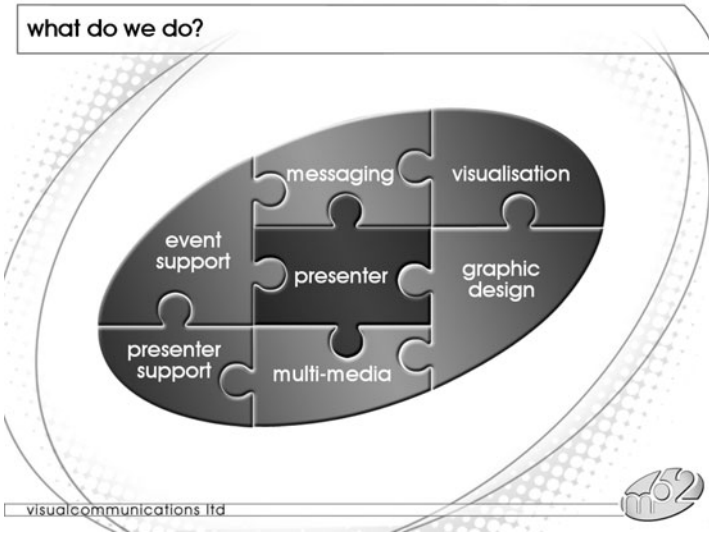 what do we do?
messaging
visualisation
event
support
presenter
graphic
design
presenter
support
multi-media
visualcommunications ltd
m62